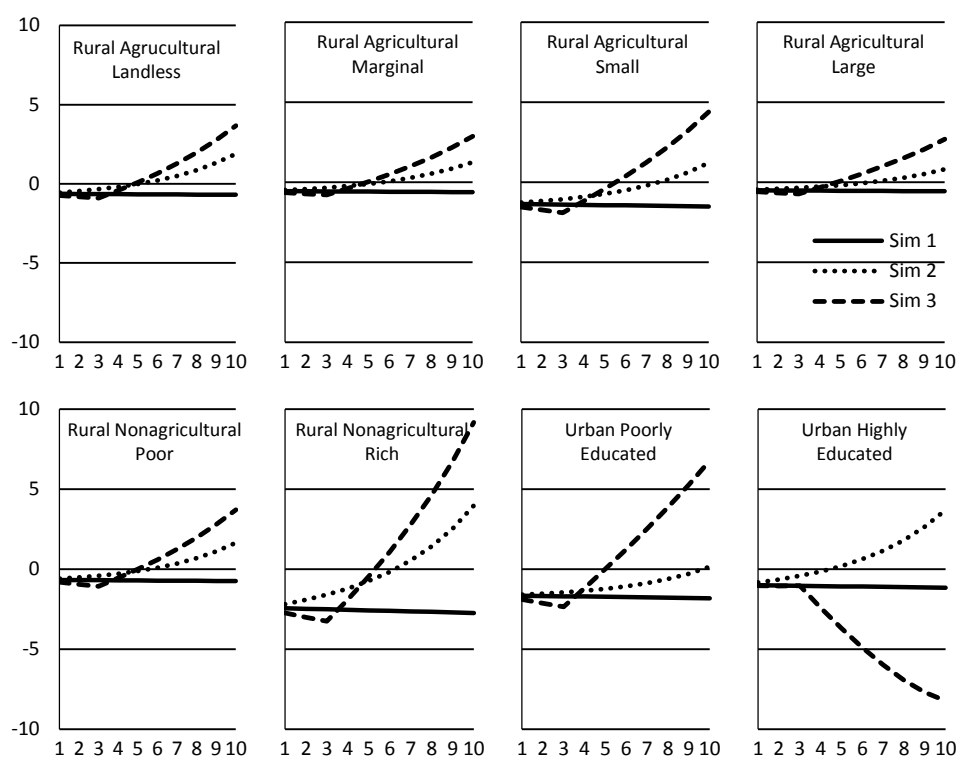 10
5
0
-5
-10
Rural Agrucultural
Landless
Rural Agricultural
Marginal
Rural Agricultural
Small
Rural Agricultural
Large
Sim 1
Sim 2
Sim 3
1 2 3 4 5 6 7 8 9 10
1 2 3 4 5 6 7 8 9 10
1 2 3 4 5 6 7 8 9 10
1 2 3 4 5 6 7 8 9 10
10
5
0
-5
-10
Rural Nonagricultural
Poor
Rural Nonagricultural
Rich
Urban Poorly
Educated
Urban Highly
Educated
1 2 3 4 5 6 7 8 9 10
1 2 3 4 5 6 7 8 9 10
1 2 3 4 5 6 7 8 9 10
1 2 3 4 5 6 7 8 9 10